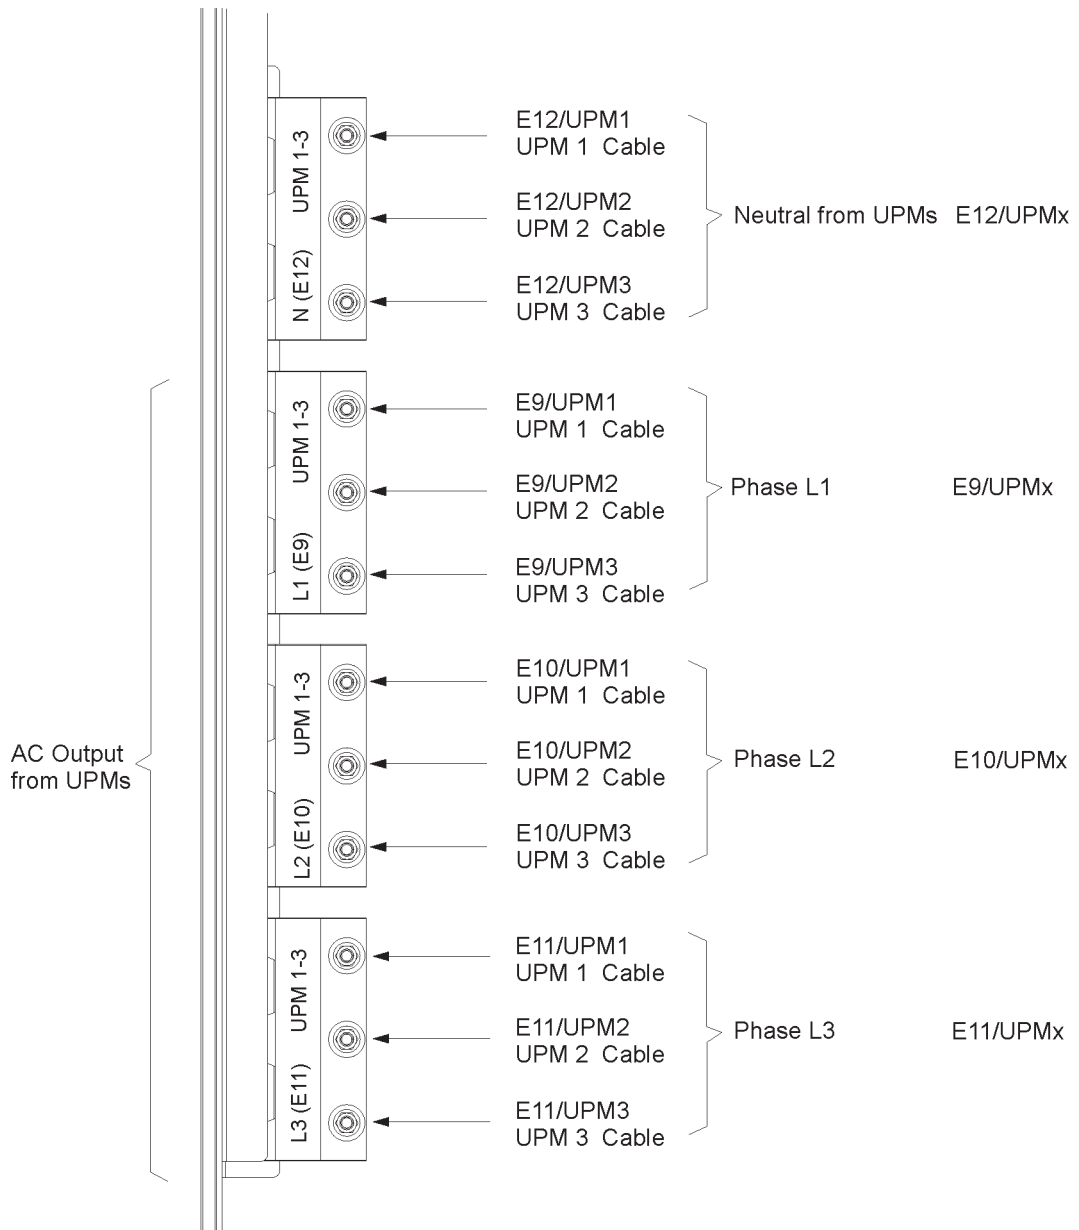 UPM 1-3
N (E12)
E12/UPM1
UPM 1 Cable
E12/UPM2
UPM 2 Cable
E12/UPM3
UPM 3 Cable
Neutral from UPMs E12/UPMx
UPM 1-3
L1 (E9)
E9/UPM1
UPM 1 Cable
E9/UPM2
UPM 2 Cable
E9/UPM3
UPM 3 Cable
Phase L1 E9/UPMx
AC Output
from UPMs
UPM 1-3
L2 (E10)
E10/UPM1
UPM 1 Cable
E10/UPM2
UPM 2 Cable
E10/UPM3
UPM 3 Cable
Phase L2 E10/UPMx
UPM 1-3
L3 (E11)
E11/UPM1
UPM 1 Cable
E11/UPM2
UPM 2 Cable
E11/UPM3
UPM 3 Cable
Phase L3 E11/UPMx